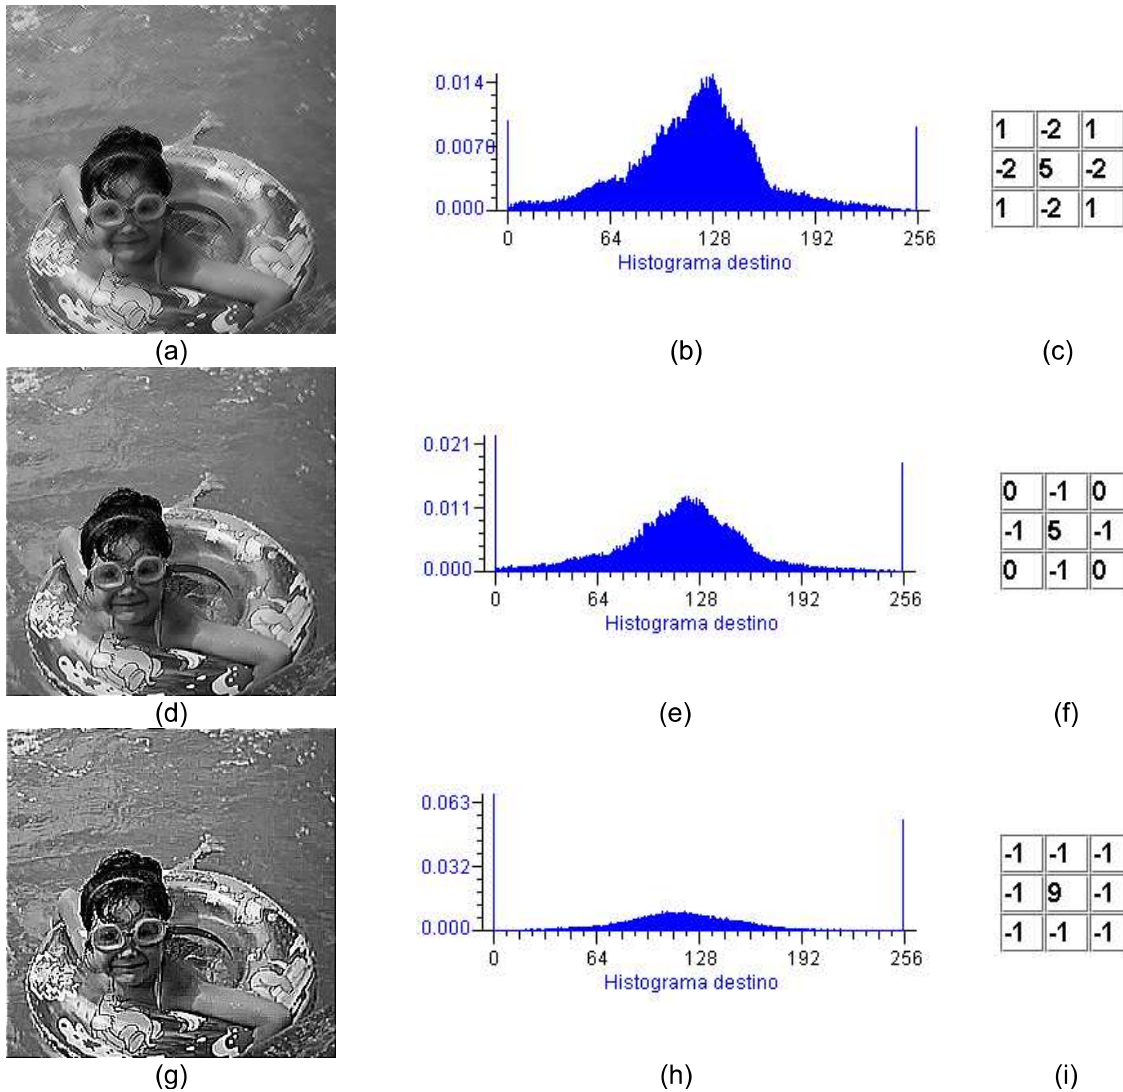 0.014
0.0078
0.000
0 64 128 192 256
Histograma destino
1 -2 1
-2 5 -2
1 -2 1
(a) (b) (c)
0.021
0.011
0.000
0 64 128 192 256
Histograma destino
0 -1 0
-1 5 -1
0 -1 0
(d) (e) (f)
0.063
0.032
0.000
0 64 128 192 256
Histograma destino
-1 -1 -1
-1 9 -1
-1 -1 -1
(g) (h) (i)